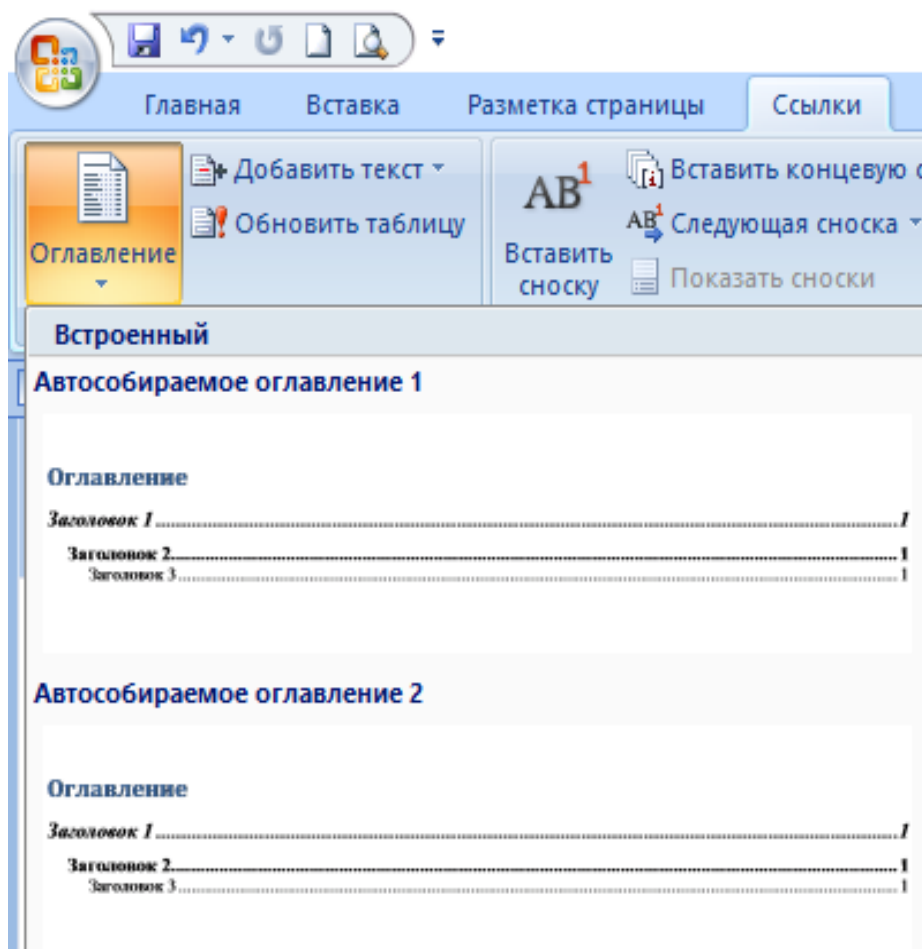 Главная Вставка Разметка страницы Ссылки
Оглавление
Добавить текст
Обновить таблицу
AB1
Вставить
сноску
Вставить концевую с
AB1 Следующая сноска
Показать сноски
Встроенный
Автособираемое оглавление 1
Оглавление
Заголовок 1 1
Заголовок 2 1
Заголовок 3 1
Автособираемое оглавление 2
Оглавление
Заголовок 1 1
Заголовок 2 1
Заголовок 3 1